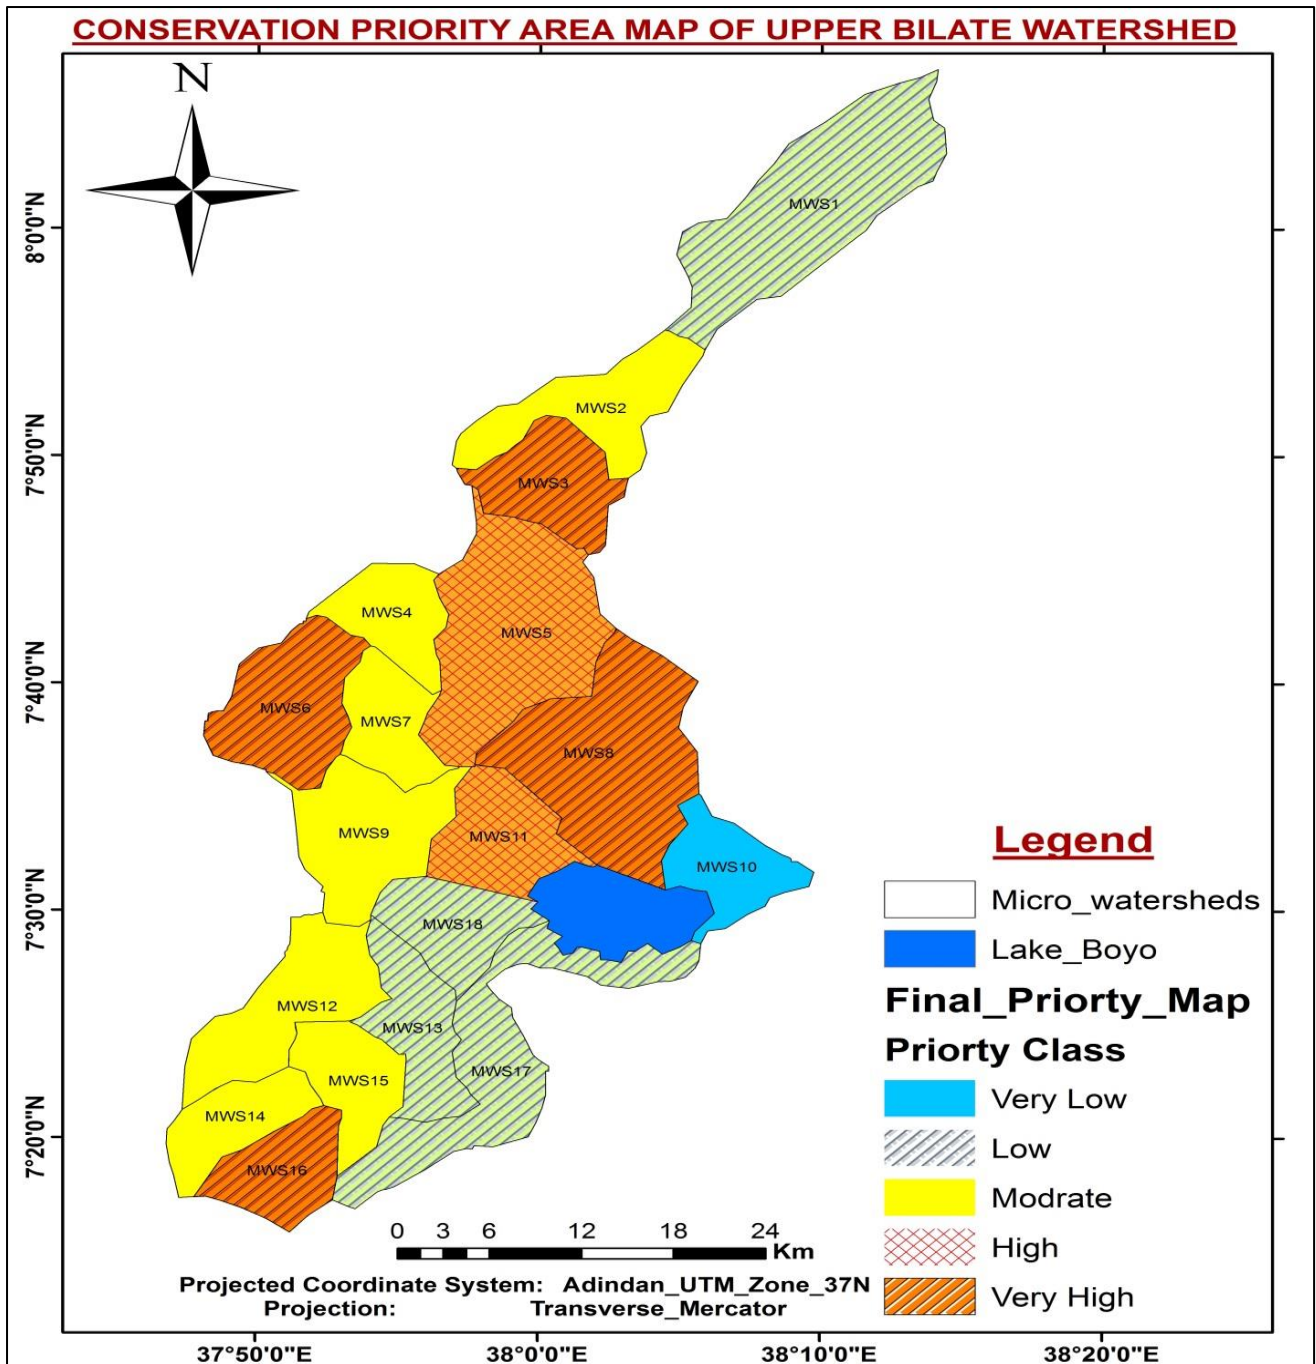 CONSERVATION PRIORITY AREA MAP OF UPPER BILATE WATERSHED
N
MWS1
8°0'0"N
MWS2
7°50'0"N
MWS3
MWS4
MWS5
7°40'0"N
MWS6
MWS7
MWS8
MWS9
MWS11
MWS10
7°30'0"N
MWS18
MWS12
MWS13
MWS17
MWS15
MWS14
7°20'0"N
MWS16
Legend
Micro_watersheds
Lake_Boyo
Final_Priorty_Map
Priorty Class
Very Low
Low
Modrate
High
Very High
0 3 6 12 18 24
Km
Projected Coordinate System: Adindan_UTM_Zone_37N
Projection: Transverse_Mercator
37°50'0"E 38°0'0"E 38°10'0"E 38°20'0"E